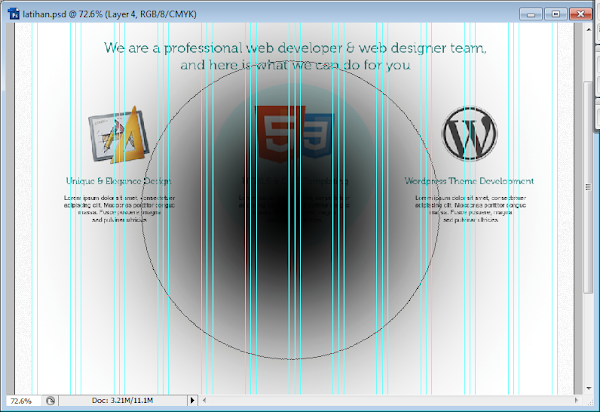 latihan.psd @ 72.6% (Layer 4, RGB/8/CMYK)
We are a professional web developer & web designer team,
and here is what we can do for you
5 3
W
Unique & Elegance Design
Lorem ipsum dolor sit amet, consectetuer
adipiscing elit. Maecenas porttitor congue
massa. Fusce posuere, magna
sed pulvinar ultricies
Wordpress Theme Development
Lorem ipsum dolor sit amet, consectetuer
adipiscing elit. Maecenas porttitor congue
massa. Fusce posuere, magna
sed pulvinar ultricies
72.6%
Doc: 3.21M/11.1M